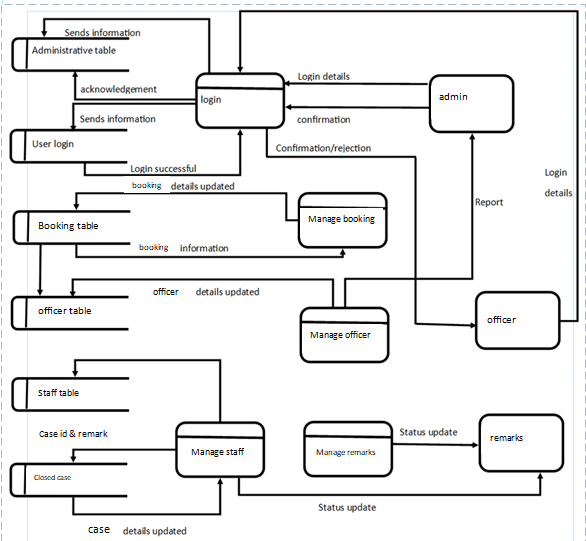 Sends information
Administrative table
Login details
acknowledgement
login
admin
Sends information
confirmation
User login
Confirmation/rejection
Login successful
Login
details
booking details updated
Report
Manage booking
Booking table
booking information
officer details updated
officer table
officer
Manage officer
Staff table
Case id & remark
Status update
remarks
Manage staff
Manage remarks
Closed case
Status update
case details updated